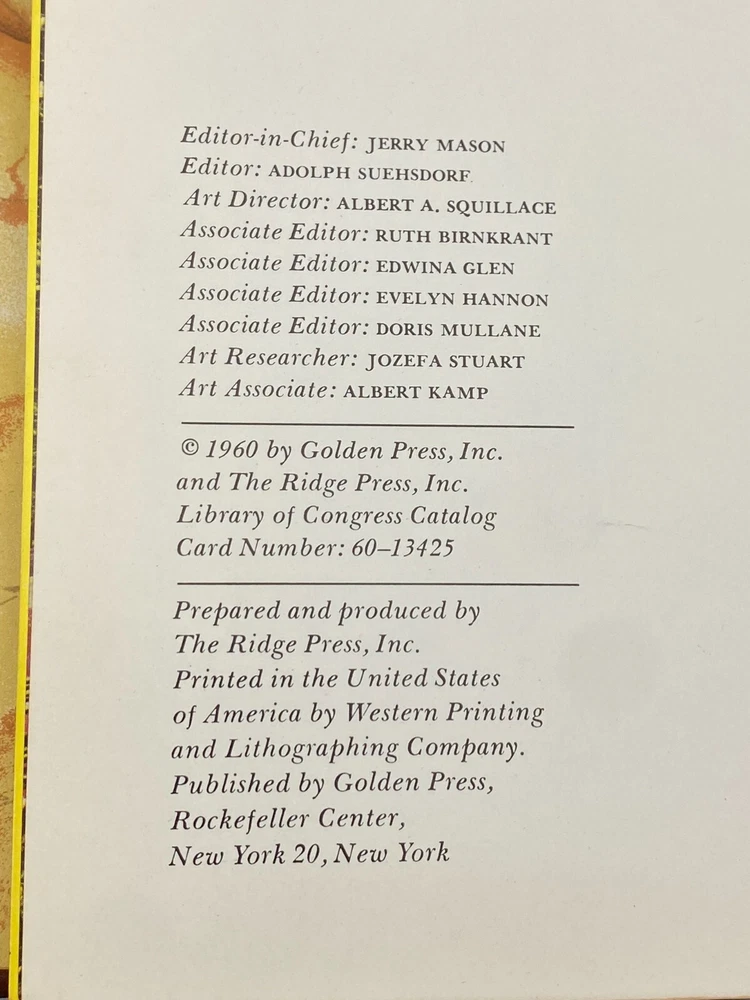 Editor-in-Chief: JERRY MASON
Editor: ADOLPH SUEHSDORF
Art Director: ALBERT A. SQUILLACE
Associate Editor: RUTH BIRNKRANT
Associate Editor: EDWINA GLEN
Associate Editor: EVELYN HANNON
Associate Editor: DORIS MULLANE
Art Researcher: JOZEFA STUART
Art Associate: ALBERT KAMP
© 1960 by Golden Press, Inc.
and The Ridge Press, Inc.
Library of Congress Catalog
Card Number: 60–13425
Prepared and produced by
The Ridge Press, Inc.
Printed in the United States
of America by Western Printing
and Lithographing Company.
Published by Golden Press,
Rockefeller Center,
New York 20, New York